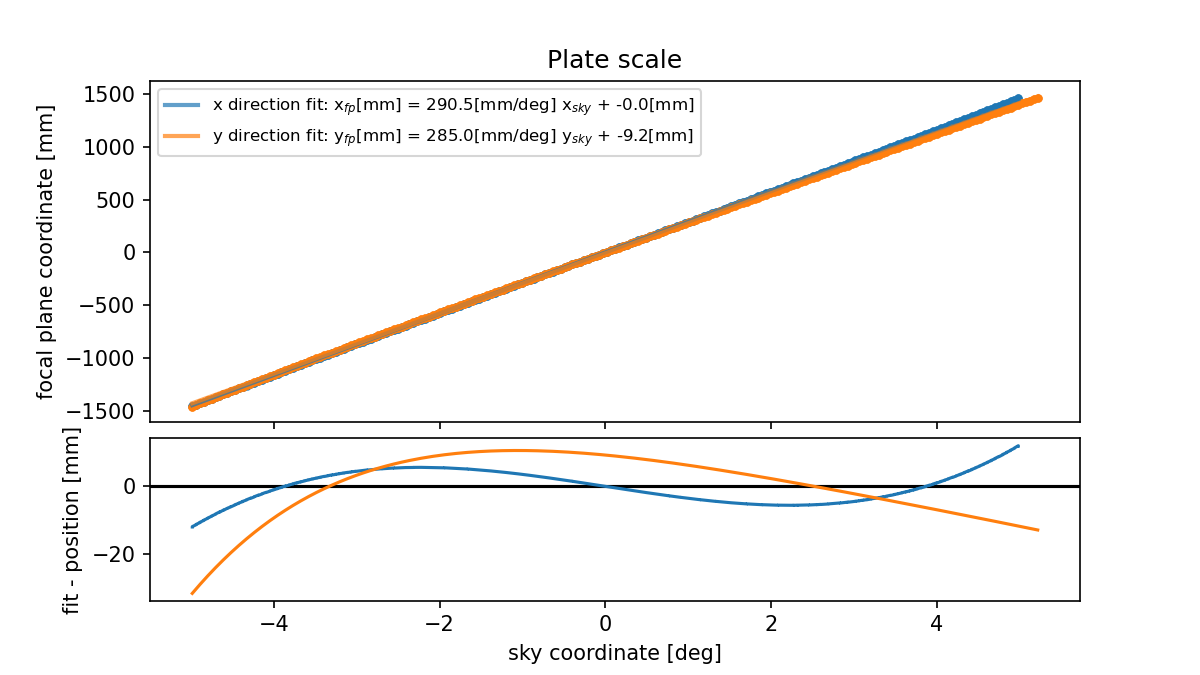 Plate scale
x direction fit: x_fp[mm] = 290.5[mm/deg] x_sky + -0.0[mm]
y direction fit: y_fp[mm] = 285.0[mm/deg] y_sky + -9.2[mm]
focal plane coordinate [mm]
1500
1000
500
0
−500
−1000
−1500
fit - position [mm]
0
−20
−4 −2 0 2 4
sky coordinate [deg]